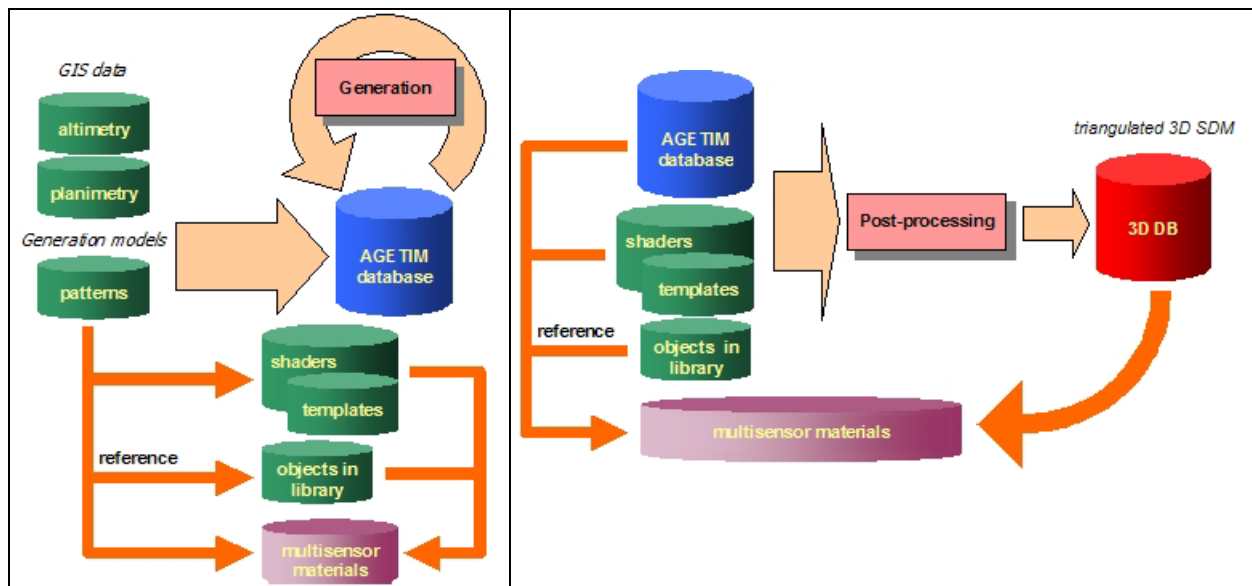 GIS data
altimetry
planimetry
Generation models
patterns
Generation
AGE TIM
database
shaders
templates
reference
objects in
library
multisensor
materials
AGE TIM
database
shaders
templates
reference
objects in
library
multisensor materials
Post-processing
triangulated 3D SDM
3D DB